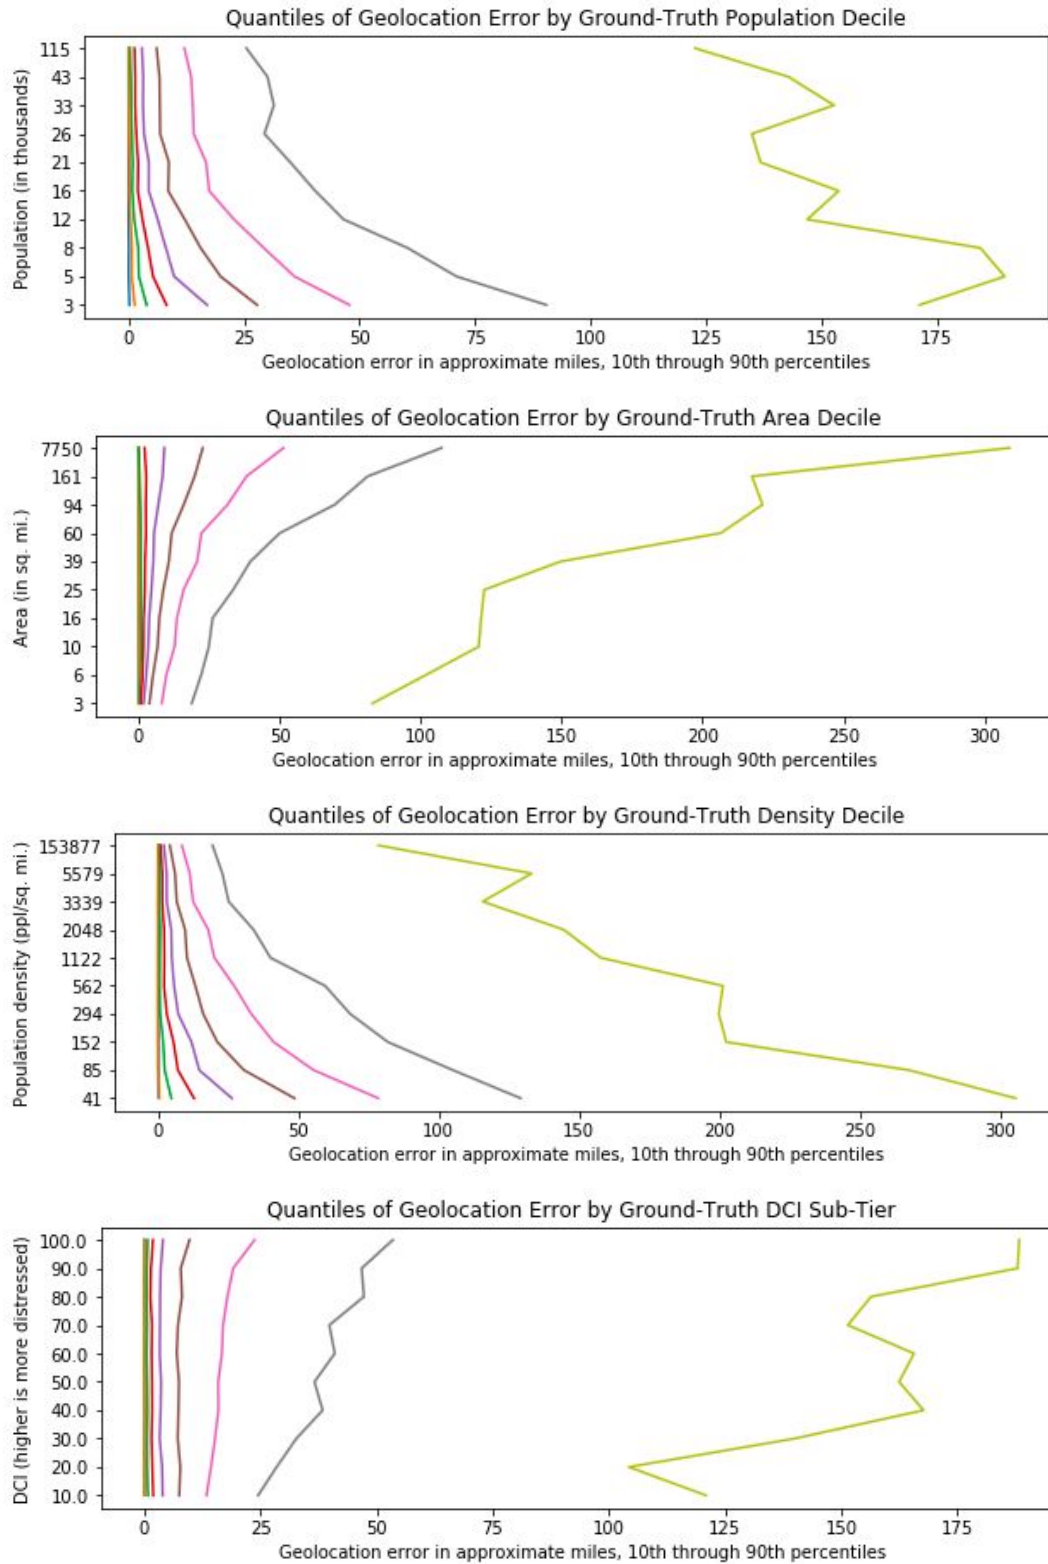 Quantiles of Geolocation Error by Ground-Truth Population Decile
Population (in thousands)
115
43
33
26
21
16
12
8
5
3
0 25 50 75 100 125 150 175
Geolocation error in approximate miles, 10th through 90th percentiles
Quantiles of Geolocation Error by Ground-Truth Area Decile
Area (in sq. mi.)
7750
161
94
60
39
25
16
10
6
3
0 50 100 150 200 250 300
Geolocation error in approximate miles, 10th through 90th percentiles
Quantiles of Geolocation Error by Ground-Truth Density Decile
Population density (ppl/sq. mi.)
153877
5579
3339
2048
1122
562
294
152
85
41
0 50 100 150 200 250 300
Geolocation error in approximate miles, 10th through 90th percentiles
Quantiles of Geolocation Error by Ground-Truth DCI Sub-Tier
DCI (higher is more distressed)
100.0
90.0
80.0
70.0
60.0
50.0
40.0
30.0
20.0
10.0
0 25 50 75 100 125 150 175
Geolocation error in approximate miles, 10th through 90th percentiles